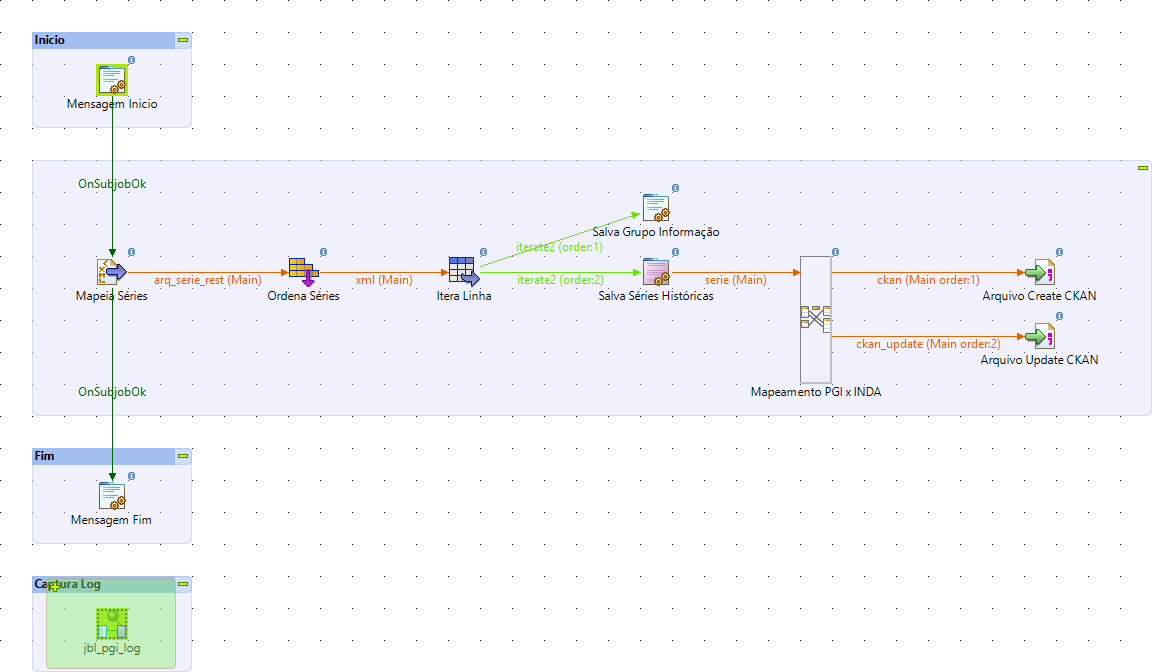 Inicio
Mensagem Inicio
OnSubjobOk
Salva Grupo Informação
iterate2 (order:1)
arq_serie_rest (Main)
xml (Main)
iterate2 (order:2)
serie (Main)
ckan (Main order:1)
Mapeia Séries
Ordena Séries
Itera Linha
Salva Séries Históricas
Arquivo Create CKAN
ckan_update (Main order:2)
Arquivo Update CKAN
OnSubjobOk
Mapeamento PGI x INDA
Fim
Mensagem Fim
Captura Log
jbl_pgi_log